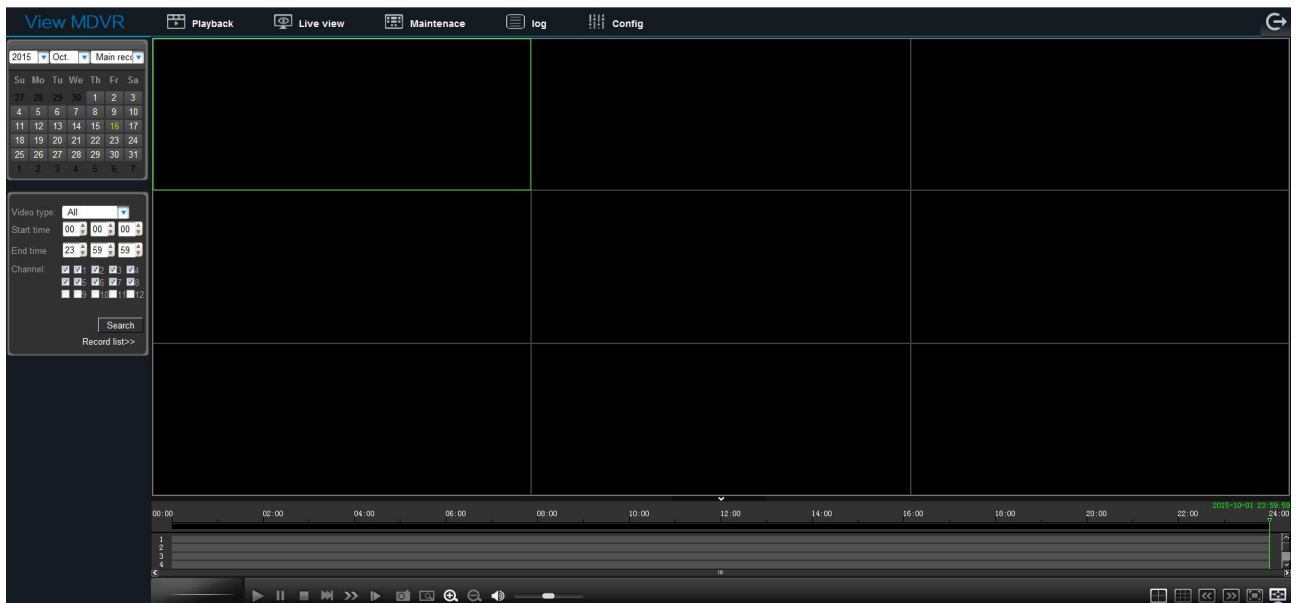 View MDVR Playback Live view Maintenace log Config
2015 Oct. Main rec
Su Mo Tu We Th Fr Sa
27 28 29 30 1 2 3
4 5 6 7 8 9 10
11 12 13 14 15 16 17
18 19 20 21 22 23 24
25 26 27 28 29 30 31
1 2 3 4 5 6 7
Video type: All
Start time 00 00 00
End time 23 59 59
Channel: 1 2 3 4
5 6 7 8
9 10 11 12
Search
Record list>>
2015-10-01 23:59:59
00:00 02:00 04:00 06:00 08:00 10:00 12:00 14:00 16:00 18:00 20:00 22:00 24:00
1
2
3
4